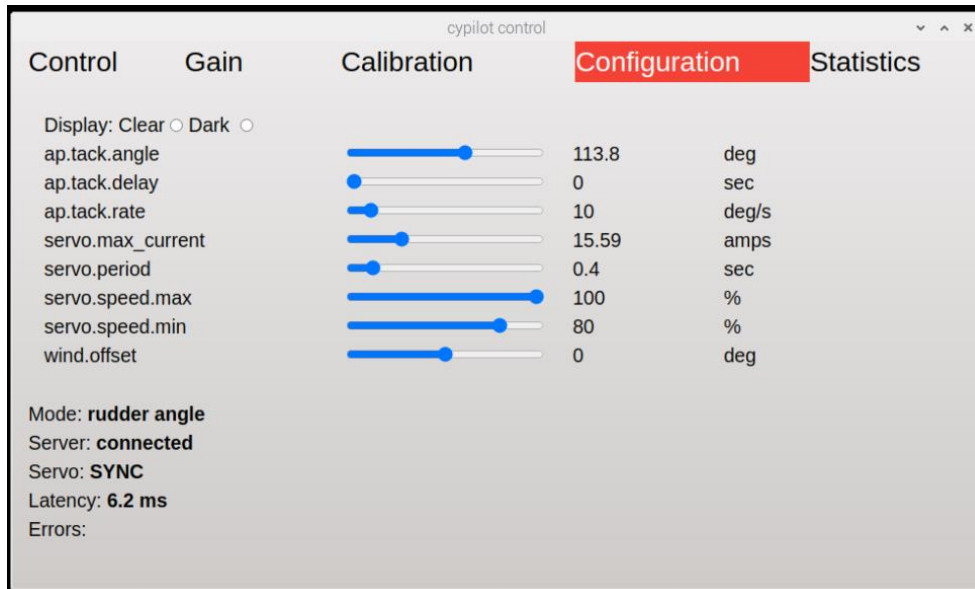 cypilot control
Control Gain Calibration Configuration Statistics
Display: Clear Dark
ap.tack.angle 113.8 deg
ap.tack.delay 0 sec
ap.tack.rate 10 deg/s
servo.max_current 15.59 amps
servo.period 0.4 sec
servo.speed.max 100 %
servo.speed.min 80 %
wind.offset 0 deg
Mode: rudder angle
Server: connected
Servo: SYNC
Latency: 6.2 ms
Errors: